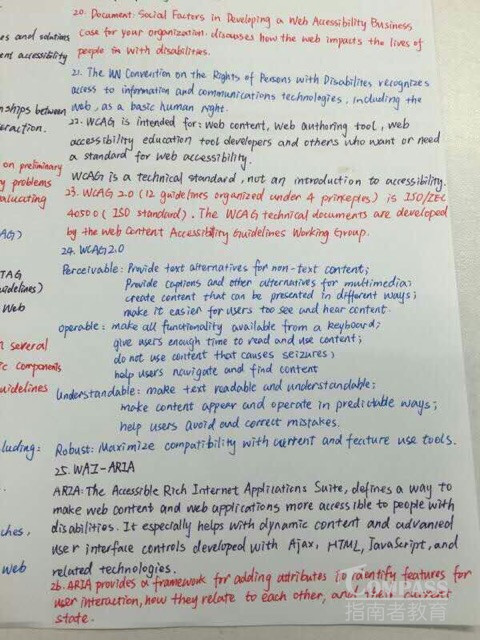 20. Document: Social Factors in Developing a Web Accessibility Business
case for your organization. discusses how the web impacts the lives of
people in with disabilities.
es and solutions
ent accessibility
21. The UN Convention on the Rights of Persons with Disabilites recognizes
access to information and communications technologies, including the
web, as a basic human right.
nships between
eraction.
22. WCAG is intended for: web content, web authoring tool, web
accessibility education tool developers and others who want or need
a standard for web accessibility.
WCAG is a technical standard, not an introduction to accessibility.
on preliminary
y problems
aluating
23. WCAG 2.0 (12 guidelines organized under 4 principles) is ISO/IEC
40500 (ISO standard). The WCAG technical documents are developed
by the Web Content Accessibility Guidelines Working Group.
AG)
24. WCAG2.0
Perceivable: Provide text alternatives for non-text content;
Provide captions and other alternatives for multimedia;
create content that can be presented in different ways;
make it easier for users too see and hear content.
TAG
uidelines)
Web
operable: make all functionality available from a keyboard;
give users enough time to read and use content;
do not use content that causes seizures;
help users navigate and find content
n several
ic components
uidelines
Understandable: make text readable and understandable;
make content appear and operate in predictable ways;
help users avoid and correct mistakes.
luding:
Robust: Maximize compatibility with current and feature use tools.
25. WAI-ARIA
ARIA: The Accessible Rich Internet Applications Suite, defines a way to
make web content and web applications more accessible to people with
disabilities. It especially helps with dynamic content and advanced
user interface controls developed with Ajax, HTML, JavaScript, and
related technologies.
ches,
web
26. ARIA provides a framework for adding attributes to identify features for
user interaction, how they relate to each other, and their current
state.
COMPASS
指南者教育